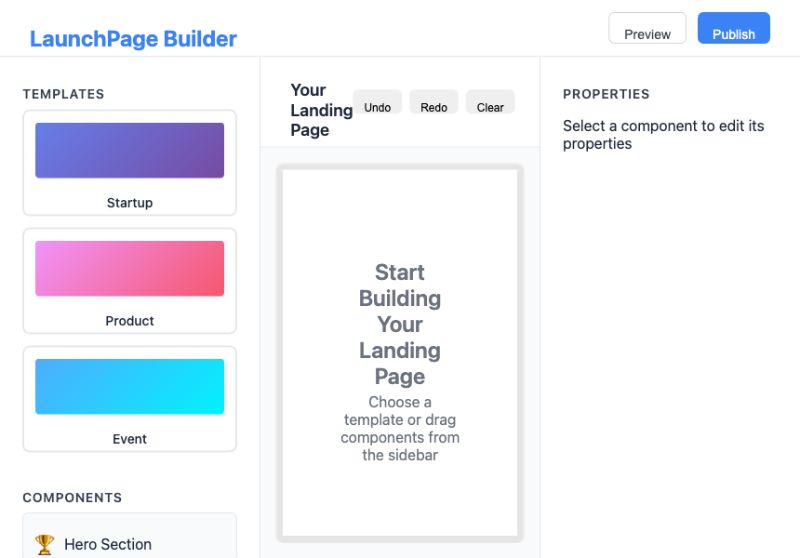 LaunchPage Builder
Preview
Publish
TEMPLATES
Startup
Product
Event
COMPONENTS
Hero Section
Your
Landing
Page
Undo
Redo
Clear
Start
Building
Your
Landing
Page
Choose a
template or drag
components from
the sidebar
PROPERTIES
Select a component to edit its
properties